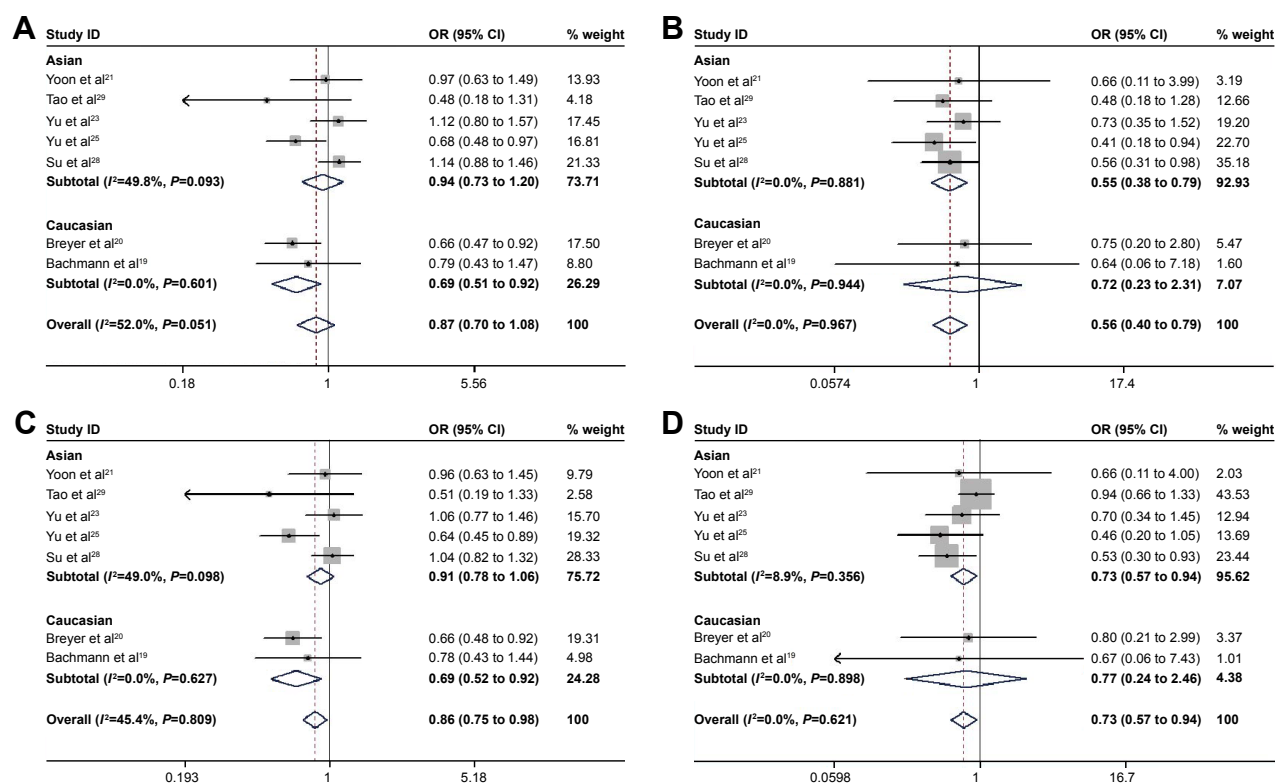 A
Study ID OR (95% CI) % weight
Asian
Yoon et al21 0.97 (0.63 to 1.49) 13.93
Tao et al29 0.48 (0.18 to 1.31) 4.18
Yu et al23 1.12 (0.80 to 1.57) 17.45
Yu et al25 0.68 (0.48 to 0.97) 16.81
Su et al28 1.14 (0.88 to 1.46) 21.33
Subtotal (I2=49.8%, P=0.093) 0.94 (0.73 to 1.20) 73.71
Caucasian
Breyer et al20 0.66 (0.47 to 0.92) 17.50
Bachmann et al19 0.79 (0.43 to 1.47) 8.80
Subtotal (I2=0.0%, P=0.601) 0.69 (0.51 to 0.92) 26.29
Overall (I2=52.0%, P=0.051) 0.87 (0.70 to 1.08) 100
0.18 1 5.56
B
Study ID OR (95% CI) % weight
Asian
Yoon et al21 0.66 (0.11 to 3.99) 3.19
Tao et al29 0.48 (0.18 to 1.28) 12.66
Yu et al23 0.73 (0.35 to 1.52) 19.20
Yu et al25 0.41 (0.18 to 0.94) 22.70
Su et al28 0.56 (0.31 to 0.98) 35.18
Subtotal (I2=0.0%, P=0.881) 0.55 (0.38 to 0.79) 92.93
Caucasian
Breyer et al20 0.75 (0.20 to 2.80) 5.47
Bachmann et al19 0.64 (0.06 to 7.18) 1.60
Subtotal (I2=0.0%, P=0.944) 0.72 (0.23 to 2.31) 7.07
Overall (I2=0.0%, P=0.967) 0.56 (0.40 to 0.79) 100
0.0574 1 17.4
C
Study ID OR (95% CI) % weight
Asian
Yoon et al21 0.96 (0.63 to 1.45) 9.79
Tao et al29 0.51 (0.19 to 1.33) 2.58
Yu et al23 1.06 (0.77 to 1.46) 15.70
Yu et al25 0.64 (0.45 to 0.89) 19.32
Su et al28 1.04 (0.82 to 1.32) 28.33
Subtotal (I2=49.0%, P=0.098) 0.91 (0.78 to 1.06) 75.72
Caucasian
Breyer et al20 0.66 (0.48 to 0.92) 19.31
Bachmann et al19 0.78 (0.43 to 1.44) 4.98
Subtotal (I2=0.0%, P=0.627) 0.69 (0.52 to 0.92) 24.28
Overall (I2=45.4%, P=0.809) 0.86 (0.75 to 0.98) 100
0.193 1 5.18
D
Study ID OR (95% CI) % weight
Asian
Yoon et al21 0.66 (0.11 to 4.00) 2.03
Tao et al29 0.94 (0.66 to 1.33) 43.53
Yu et al23 0.70 (0.34 to 1.45) 12.94
Yu et al25 0.46 (0.20 to 1.05) 13.69
Su et al28 0.53 (0.30 to 0.93) 23.44
Subtotal (I2=8.9%, P=0.356) 0.73 (0.57 to 0.94) 95.62
Caucasian
Breyer et al20 0.80 (0.21 to 2.99) 3.37
Bachmann et al19 0.67 (0.06 to 7.43) 1.01
Subtotal (I2=0.0%, P=0.898) 0.77 (0.24 to 2.46) 4.38
Overall (I2=0.0%, P=0.621) 0.73 (0.57 to 0.94) 100
0.0598 1 16.7